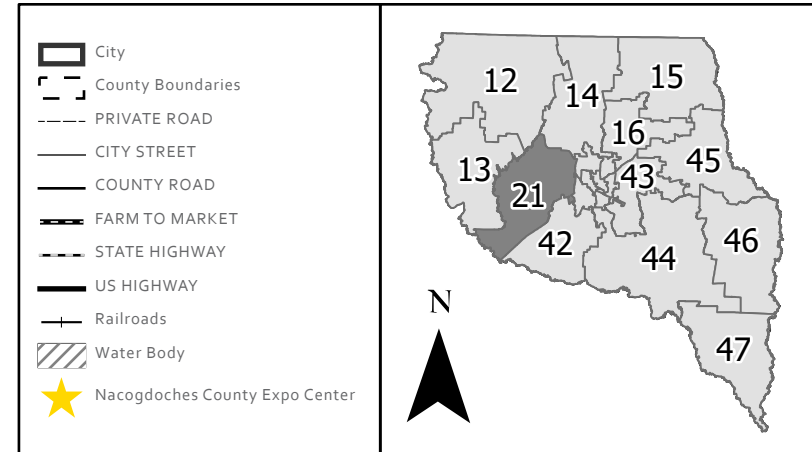 City
County Boundaries
PRIVATE ROAD
CITY STREET
COUNTY ROAD
FARM TO MARKET
STATE HIGHWAY
US HIGHWAY
Railroads
Water Body
Nacogdoches County Expo Center
12
14
15
16
13
43
45
21
42
44
46
47
N